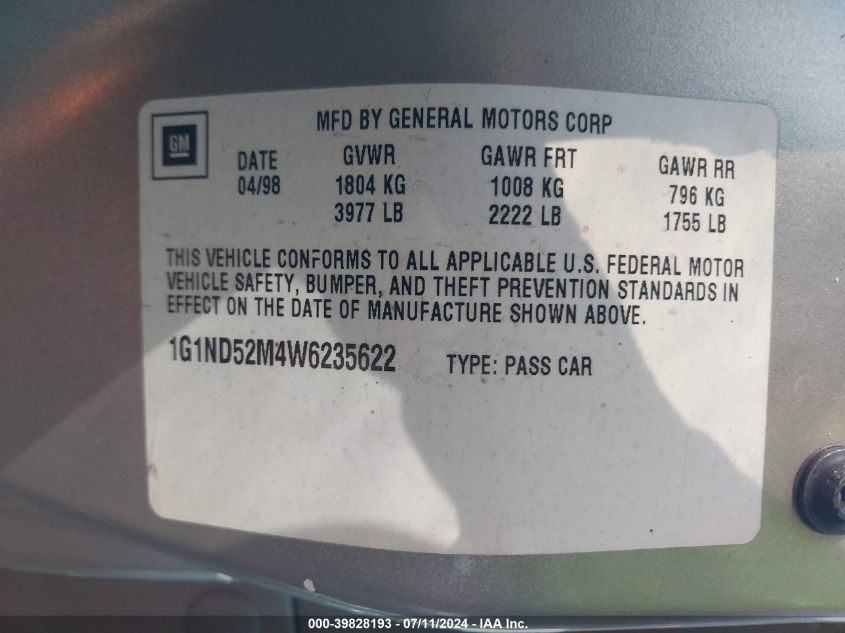 MFD BY GENERAL MOTORS CORP
GM
DATE GVWR GAWR FRT GAWR RR
04/98 1804 KG 1008 KG 796 KG
3977 LB 2222 LB 1755 LB
THIS VEHICLE CONFORMS TO ALL APPLICABLE U.S. FEDERAL MOTOR
VEHICLE SAFETY, BUMPER, AND THEFT PREVENTION STANDARDS IN
EFFECT ON THE DATE OF MANUFACTURE SHOWN ABOVE.
1G1ND52M4W6235622 TYPE: PASS CAR
000-39828193 - 07/11/2024 - IAA Inc.